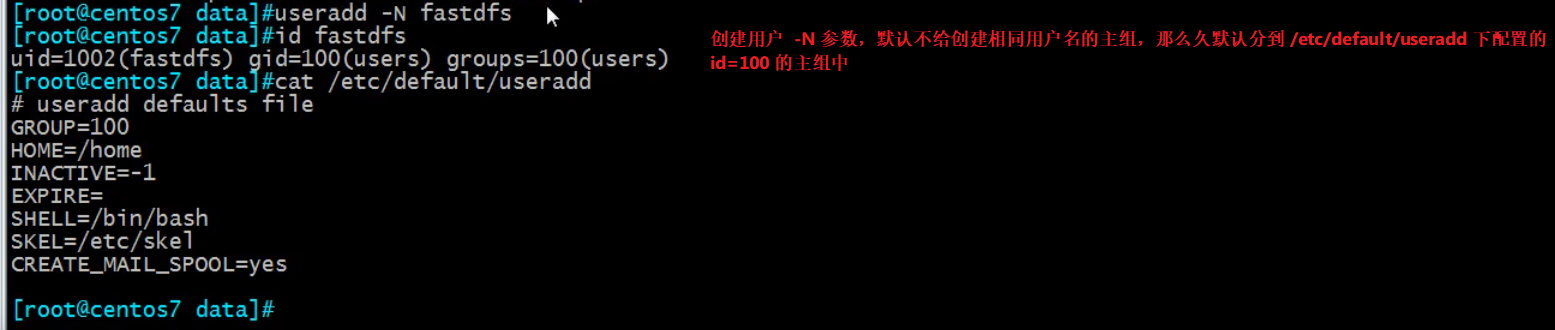 [root@centos7 data]#useradd -N fastdfs
[root@centos7 data]#id fastdfs
创建用户 -N 参数，默认不给创建相同用户名的主组，那么久默认分到 /etc/default/useradd 下配置的
id=100 的主组中
uid=1002(fastdfs) gid=100(users) groups=100(users)
[root@centos7 data]#cat /etc/default/useradd
# useradd defaults file
GROUP=100
HOME=/home
INACTIVE=-1
EXPIRE=
SHELL=/bin/bash
SKEL=/etc/skel
CREATE_MAIL_SPOOL=yes
[root@centos7 data]#